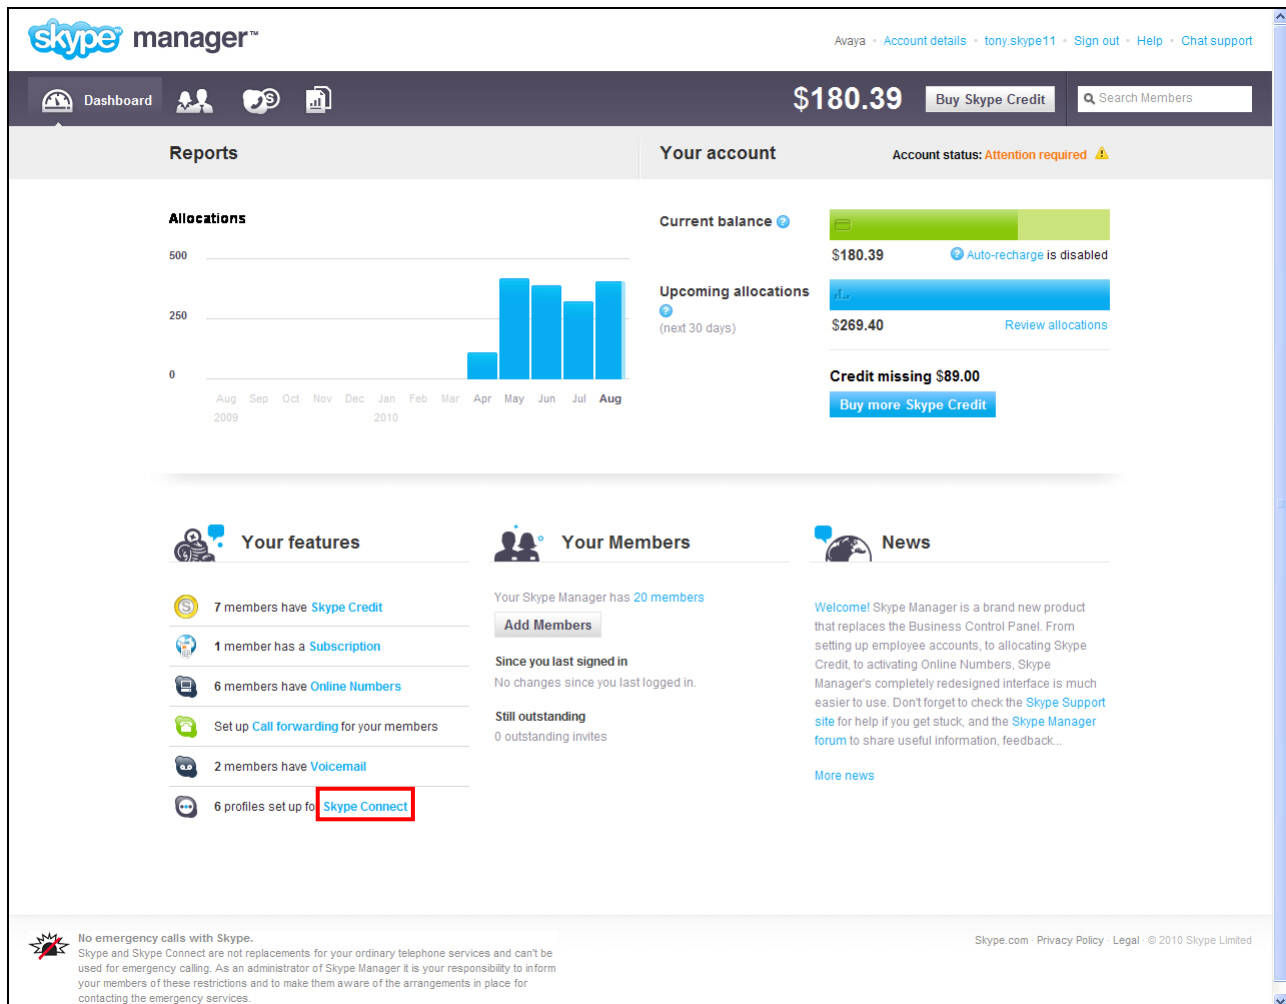 skype manager™
Avaya • Account details • tony.skype11 • Sign out • Help • Chat support
Dashboard
$180.39
Buy Skype Credit
Search Members
Reports
Your account
Account status: Attention required
Allocations
500
250
0
Aug Sep Oct Nov Dec Jan Feb Mar Apr May Jun Jul Aug
2009 2010
Current balance ?
$180.39
? Auto-recharge is disabled
Upcoming allocations
?
(next 30 days)
$269.40
Review allocations
Credit missing $89.00
Buy more Skype Credit
Your features
7 members have Skype Credit
1 member has a Subscription
6 members have Online Numbers
Set up Call forwarding for your members
2 members have Voicemail
6 profiles set up fo Skype Connect
Your Members
Your Skype Manager has 20 members
Add Members
Since you last signed in
No changes since you last logged in.
Still outstanding
0 outstanding invites
News
Welcome! Skype Manager is a brand new product
that replaces the Business Control Panel. From
setting up employee accounts, to allocating Skype
Credit, to activating Online Numbers, Skype
Manager's completely redesigned interface is much
easier to use. Don't forget to check the Skype Support
site for help if you get stuck, and the Skype Manager
forum to share useful information, feedback...
More news
No emergency calls with Skype.
Skype and Skype Connect are not replacements for your ordinary telephone services and can't be
used for emergency calling. As an administrator of Skype Manager it is your responsibility to inform
your members of these restrictions and to make them aware of the arrangements in place for
contacting the emergency services.
Skype.com · Privacy Policy · Legal · © 2010 Skype Limited